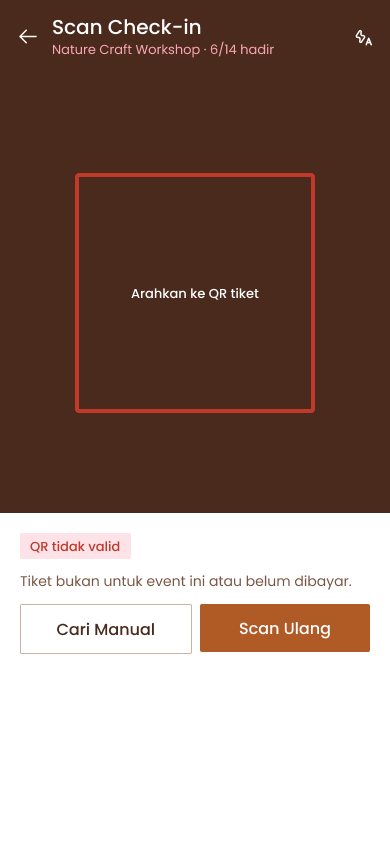 Scan Check-in
Nature Craft Workshop · 6/14 hadir
A
Arahkan ke QR tiket
QR tidak valid
Tiket bukan untuk event ini atau belum dibayar.
Cari Manual
Scan Ulang